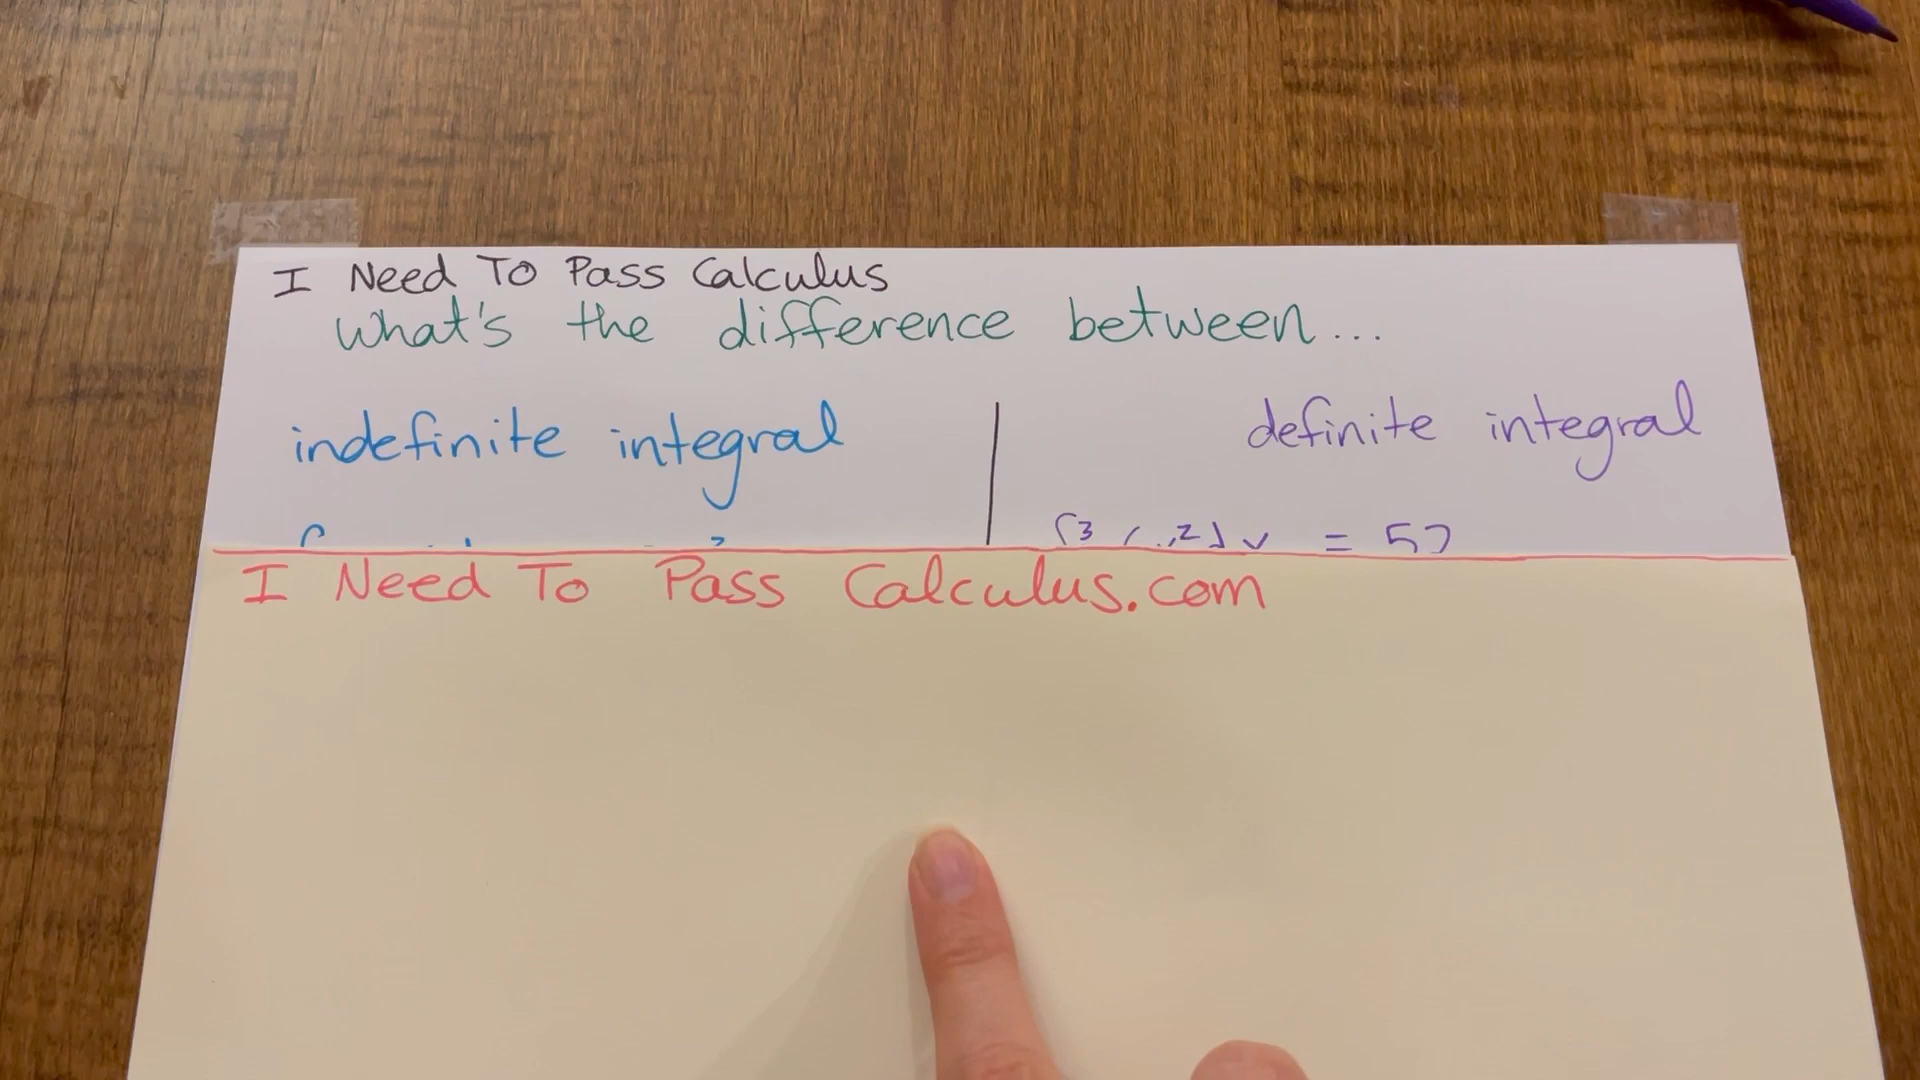 I Need To Pass Calculus
What's the difference between...
indefinite integral
definite integral
I Need To Pass Calculus.com